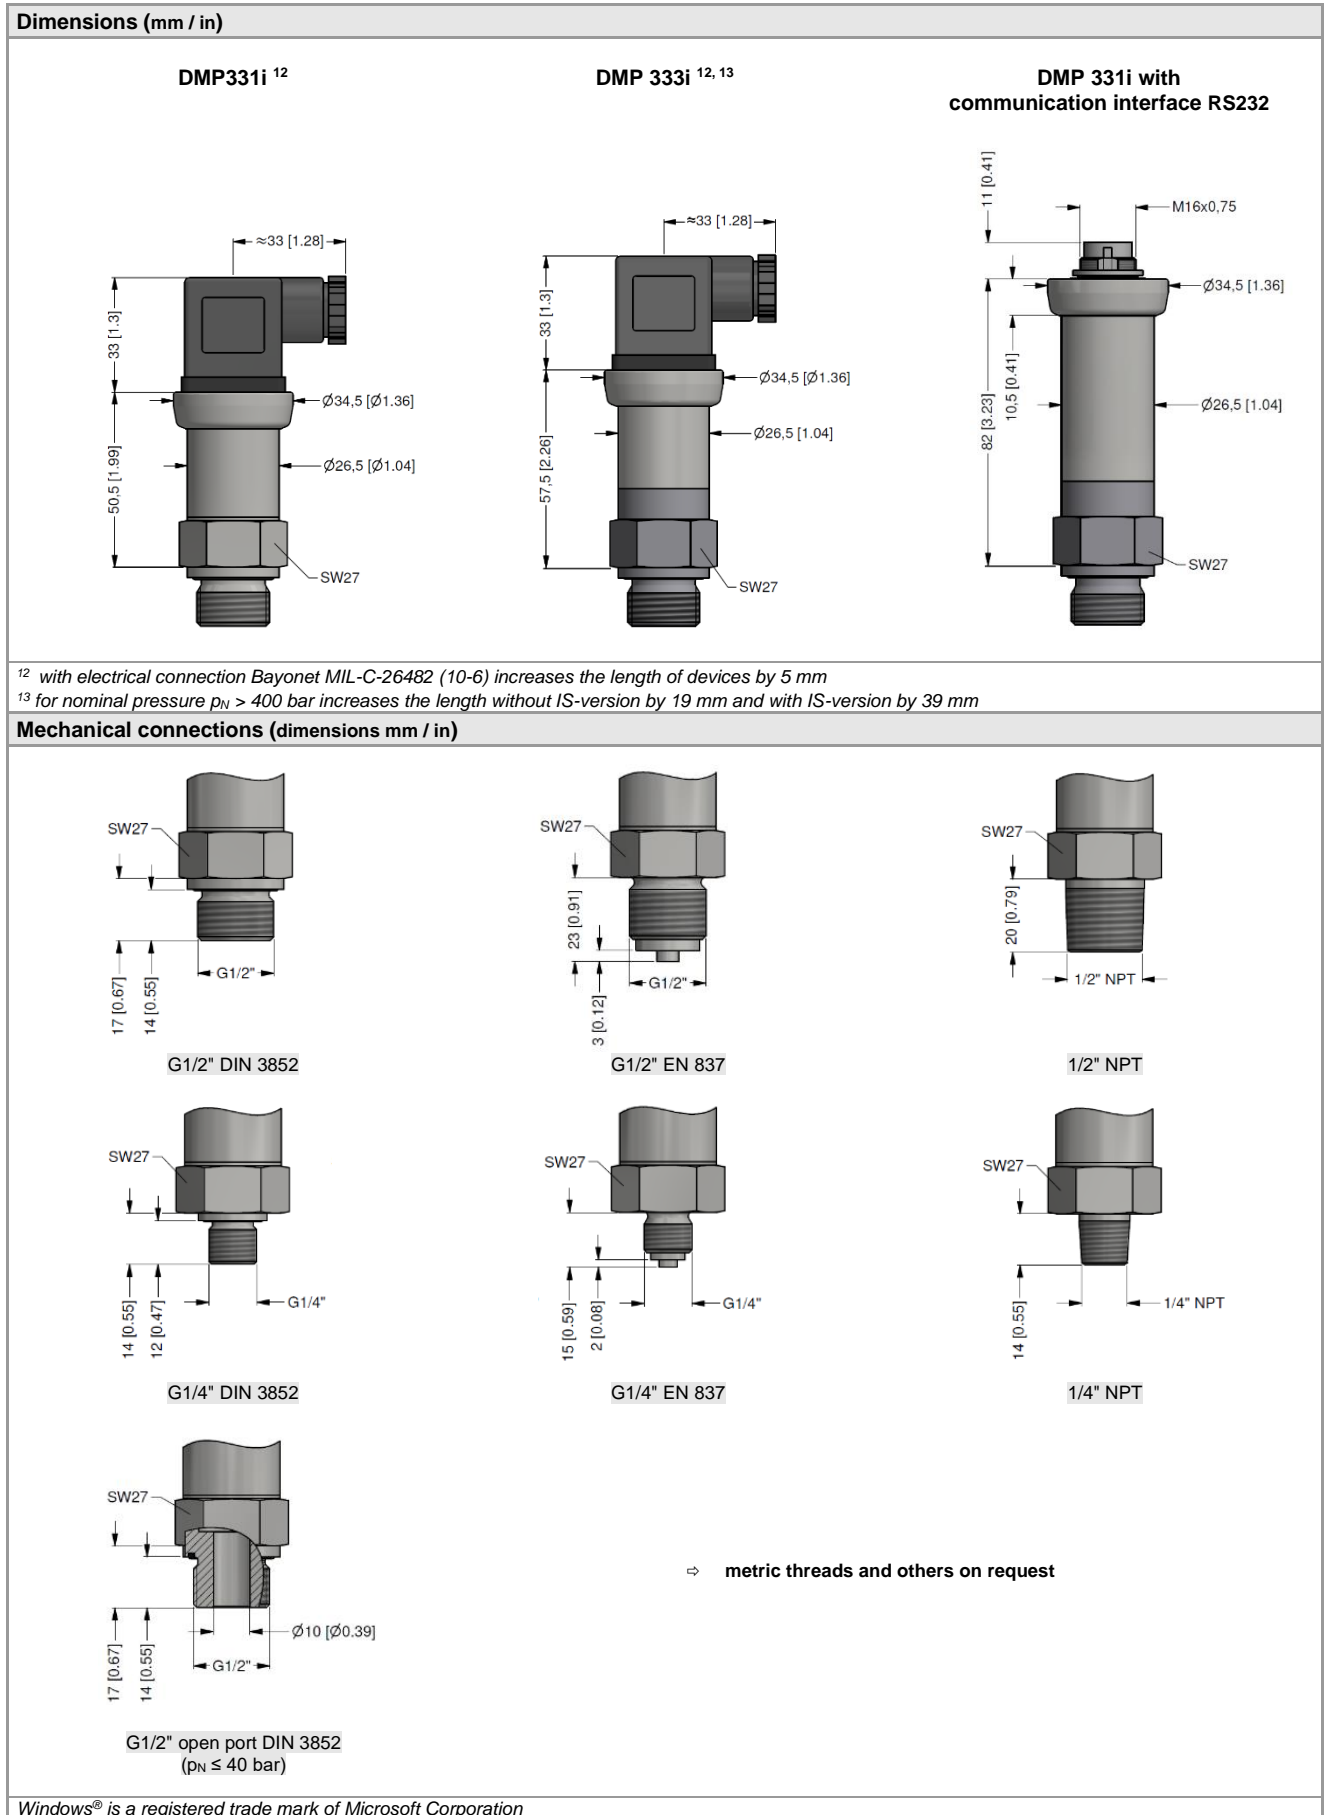 Dimensions (mm / in)
DMP331i 12
DMP 333i 12, 13
DMP 331i with
communication interface RS232
≈33 [1.28]
33 [1.3]
Ø34,5 [Ø1.36]
50,5 [1.99]
Ø26,5 [Ø1.04]
SW27
≈33 [1.28]
33 [1.3]
Ø34,5 [Ø1.36]
Ø26,5 [1.04]
57,5 [2.26]
SW27
11 [0.41]
M16x0,75
Ø34,5 [1.36]
10,5 [0.41]
82 [3.23]
Ø26,5 [1.04]
SW27
12 with electrical connection Bayonet MIL-C-26482 (10-6) increases the length of devices by 5 mm
13 for nominal pressure pN > 400 bar increases the length without IS-version by 19 mm and with IS-version by 39 mm
Mechanical connections (dimensions mm / in)
SW27
17 [0.67]
14 [0.55]
G1/2"
G1/2" DIN 3852
SW27
23 [0.91]
3 [0.12]
G1/2"
G1/2" EN 837
SW27
20 [0.79]
1/2" NPT
1/2" NPT
SW27
14 [0.55]
12 [0.47]
G1/4"
G1/4" DIN 3852
SW27
15 [0.59]
2 [0.08]
G1/4"
G1/4" EN 837
SW27
14 [0.55]
1/4" NPT
1/4" NPT
SW27
17 [0.67]
14 [0.55]
Ø10 [Ø0.39]
G1/2"
G1/2" open port DIN 3852
(pN ≤ 40 bar)
⇨ metric threads and others on request
Windows® is a registered trade mark of Microsoft Corporation